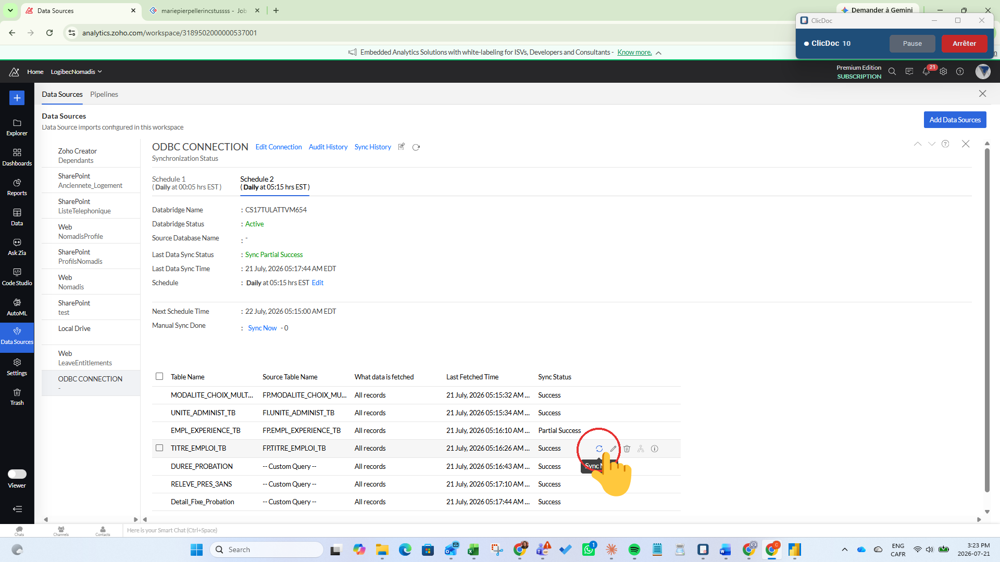 Data Sources
mariepierpellerincstussss - Job
Demander à Gemini
analytics.zoho.com/workspace/3189502000000537001
ClicDoc
ClicDoc 10
Pause
Arrêter
Embedded Analytics Solutions with white-labeling for ISVs, Developers and Consultants - Know more.
Home
LogibecNomadis
Premium Edition
SUBSCRIPTION
21
Data Sources
Pipelines
Data Sources
Data Source imports configured in this workspace
Add Data Sources
Explorer
Dashboards
Reports
Data
Ask Zia
Code Studio
AutoML
Data Sources
Settings
Trash
Viewer
Zoho Creator
Dependants
SharePoint
Anciennete_Logement
SharePoint
ListeTelephonique
Web
NomadisProfile
SharePoint
ProfilsNomadis
Web
Nomadis
SharePoint
test
Local Drive
Web
LeaveEntitlements
ODBC CONNECTION
-
ODBC CONNECTION Edit Connection Audit History Sync History
Synchronization Status
Schedule 1
( Daily at 00:05 hrs EST )
Schedule 2
( Daily at 05:15 hrs EST )
Databridge Name : CS17TULATTVM654
Databridge Status : Active
Source Database Name : -
Last Data Sync Status : Sync Partial Success
Last Data Sync Time : 21 July, 2026 05:17:44 AM EDT
Schedule : Daily at 05:15 hrs EST Edit
Next Schedule Time : 22 July, 2026 05:15:00 AM EDT
Manual Sync Done : Sync Now - 0
Table Name Source Table Name What data is fetched Last Fetched Time Sync Status
MODALITE_CHOIX_MULT... FP.MODALITE_CHOIX_MU... All records 21 July, 2026 05:15:32 AM ... Success
UNITE_ADMINIST_TB FI.UNITE_ADMINIST_TB All records 21 July, 2026 05:15:34 AM ... Success
EMPL_EXPERIENCE_TB FP.EMPL_EXPERIENCE_TB All records 21 July, 2026 05:16:10 AM ... Partial Success
TITRE_EMPLOI_TB FP.TITRE_EMPLOI_TB All records 21 July, 2026 05:16:26 AM ... Success
Sync
DUREE_PROBATION -- Custom Query -- All records 21 July, 2026 05:16:43 AM ... Success
RELEVE_PRES_3ANS -- Custom Query -- All records 21 July, 2026 05:17:10 AM ... Success
Detail_Fixe_Probation -- Custom Query -- All records 21 July, 2026 05:17:44 AM ... Success
Chats
Channels
Contacts
Here is your Smart Chat (Ctrl+Space)
Search
1
ENG
CAFR
3:23 PM
2026-07-21